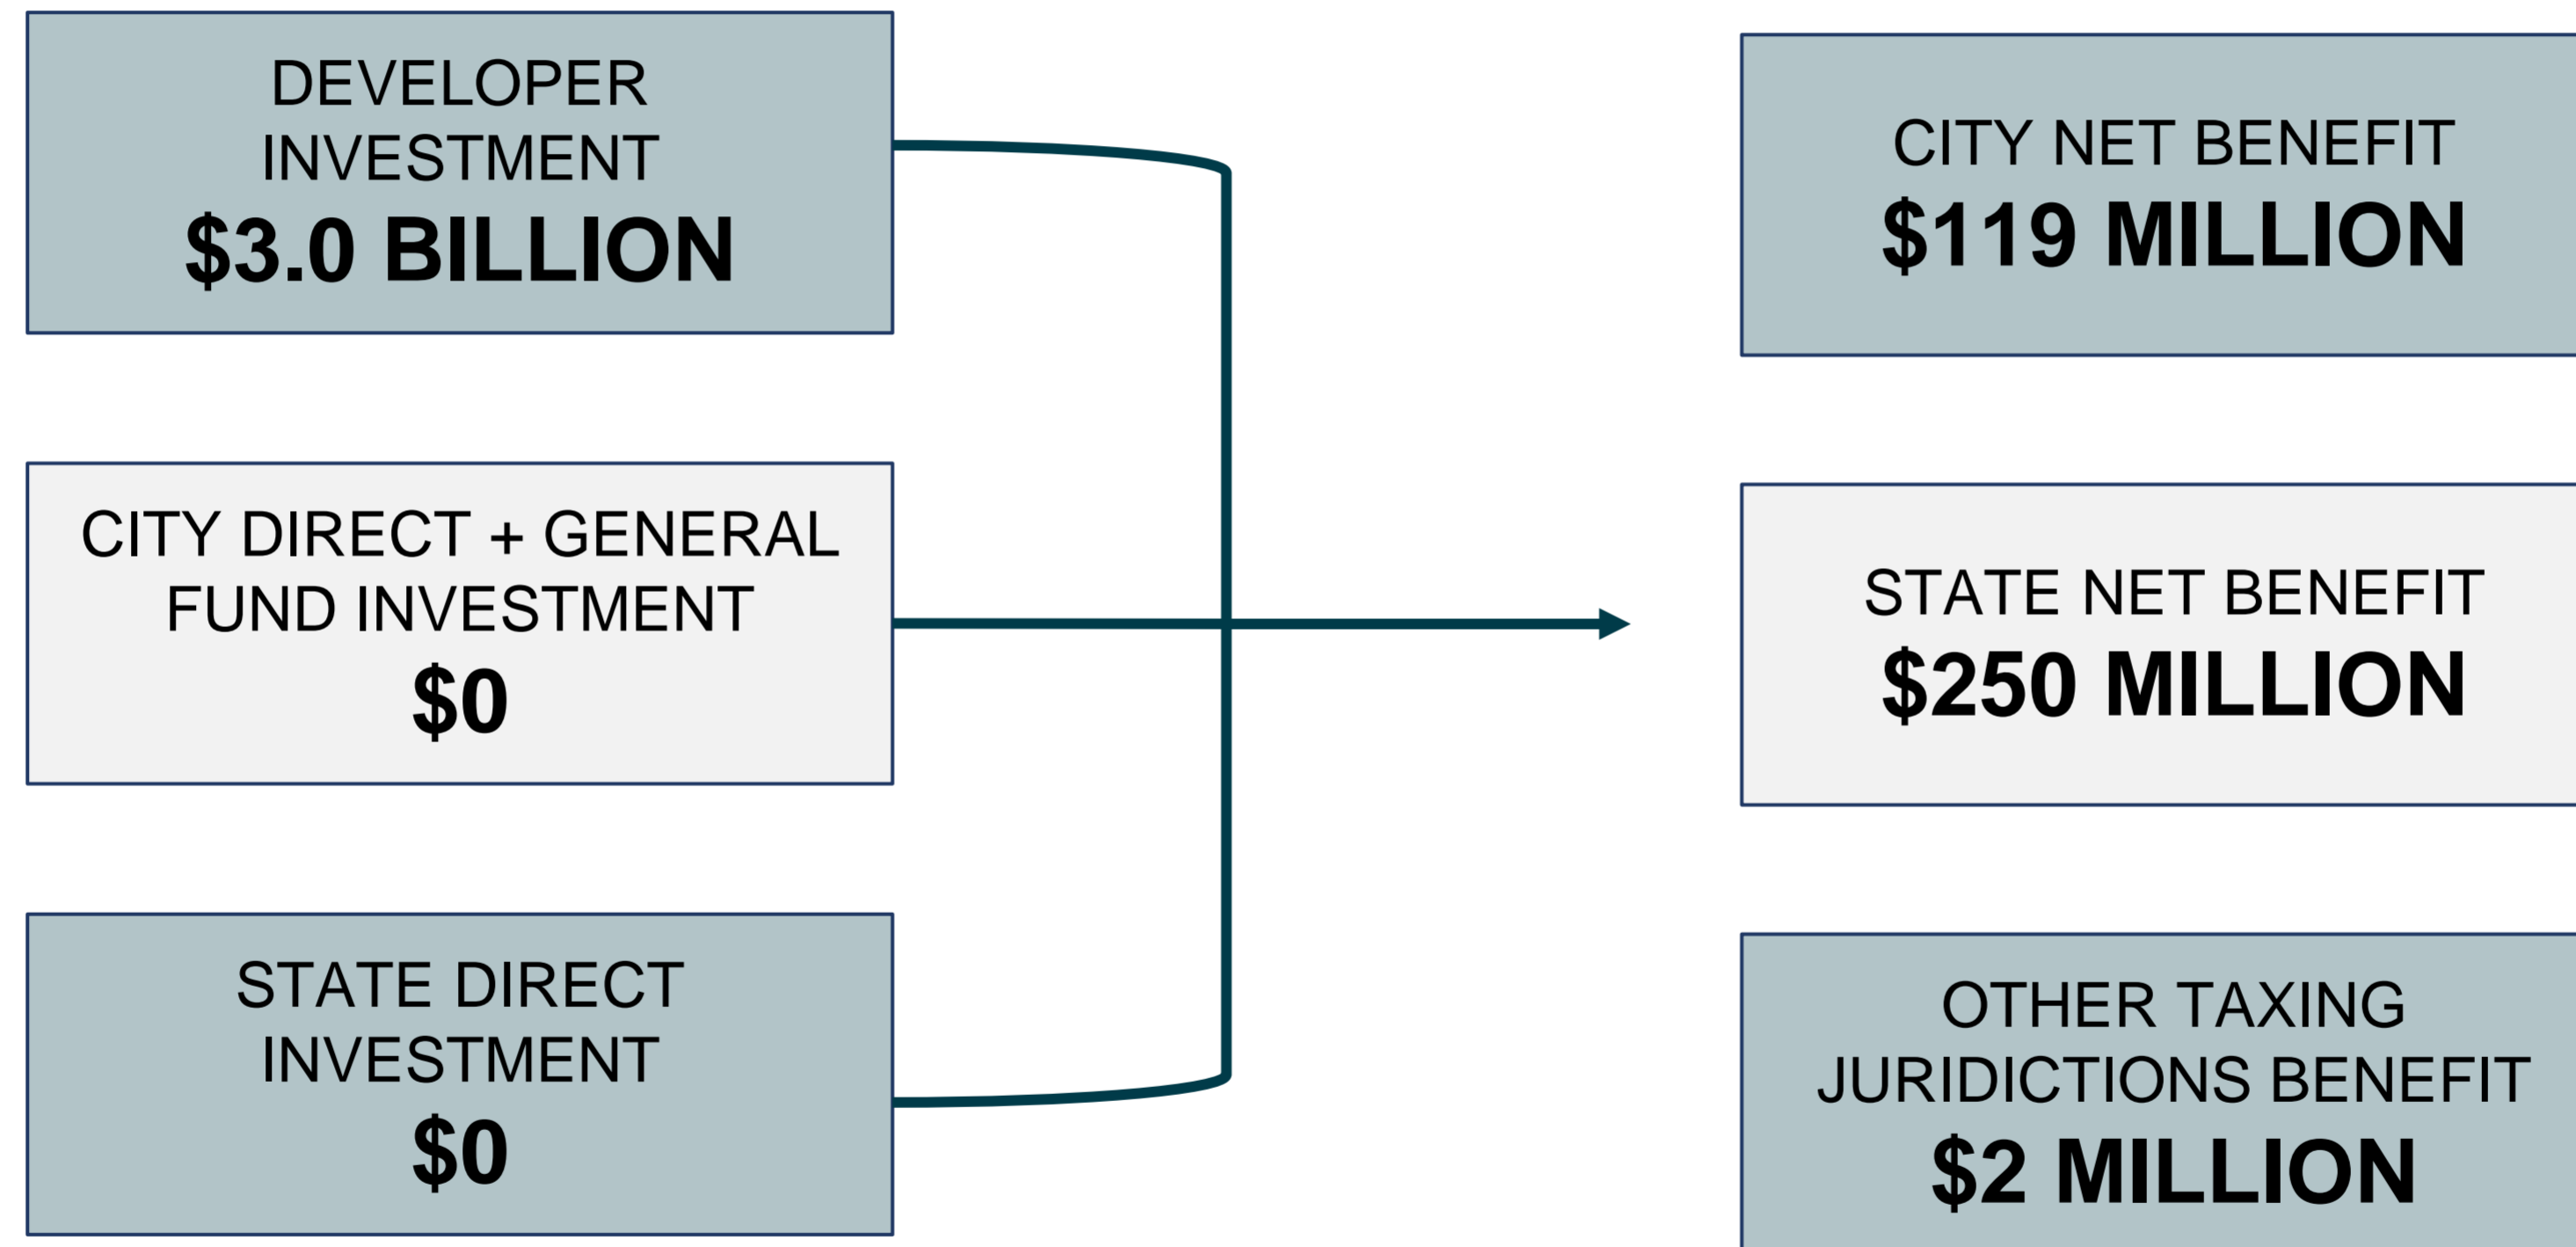 DEVELOPER
INVESTMENT
$3.0 BILLION
CITY DIRECT + GENERAL
FUND INVESTMENT
$0
STATE DIRECT
INVESTMENT
$0
CITY NET BENEFIT
$119 MILLION
STATE NET BENEFIT
$250 MILLION
OTHER TAXING
JURIDICTIONS BENEFIT
$2 MILLION